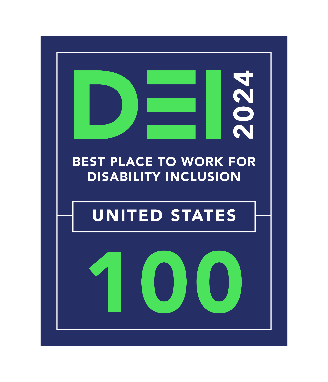 DEI 2024
BEST PLACE TO WORK FOR
DISABILITY INCLUSION
UNITED STATES
100